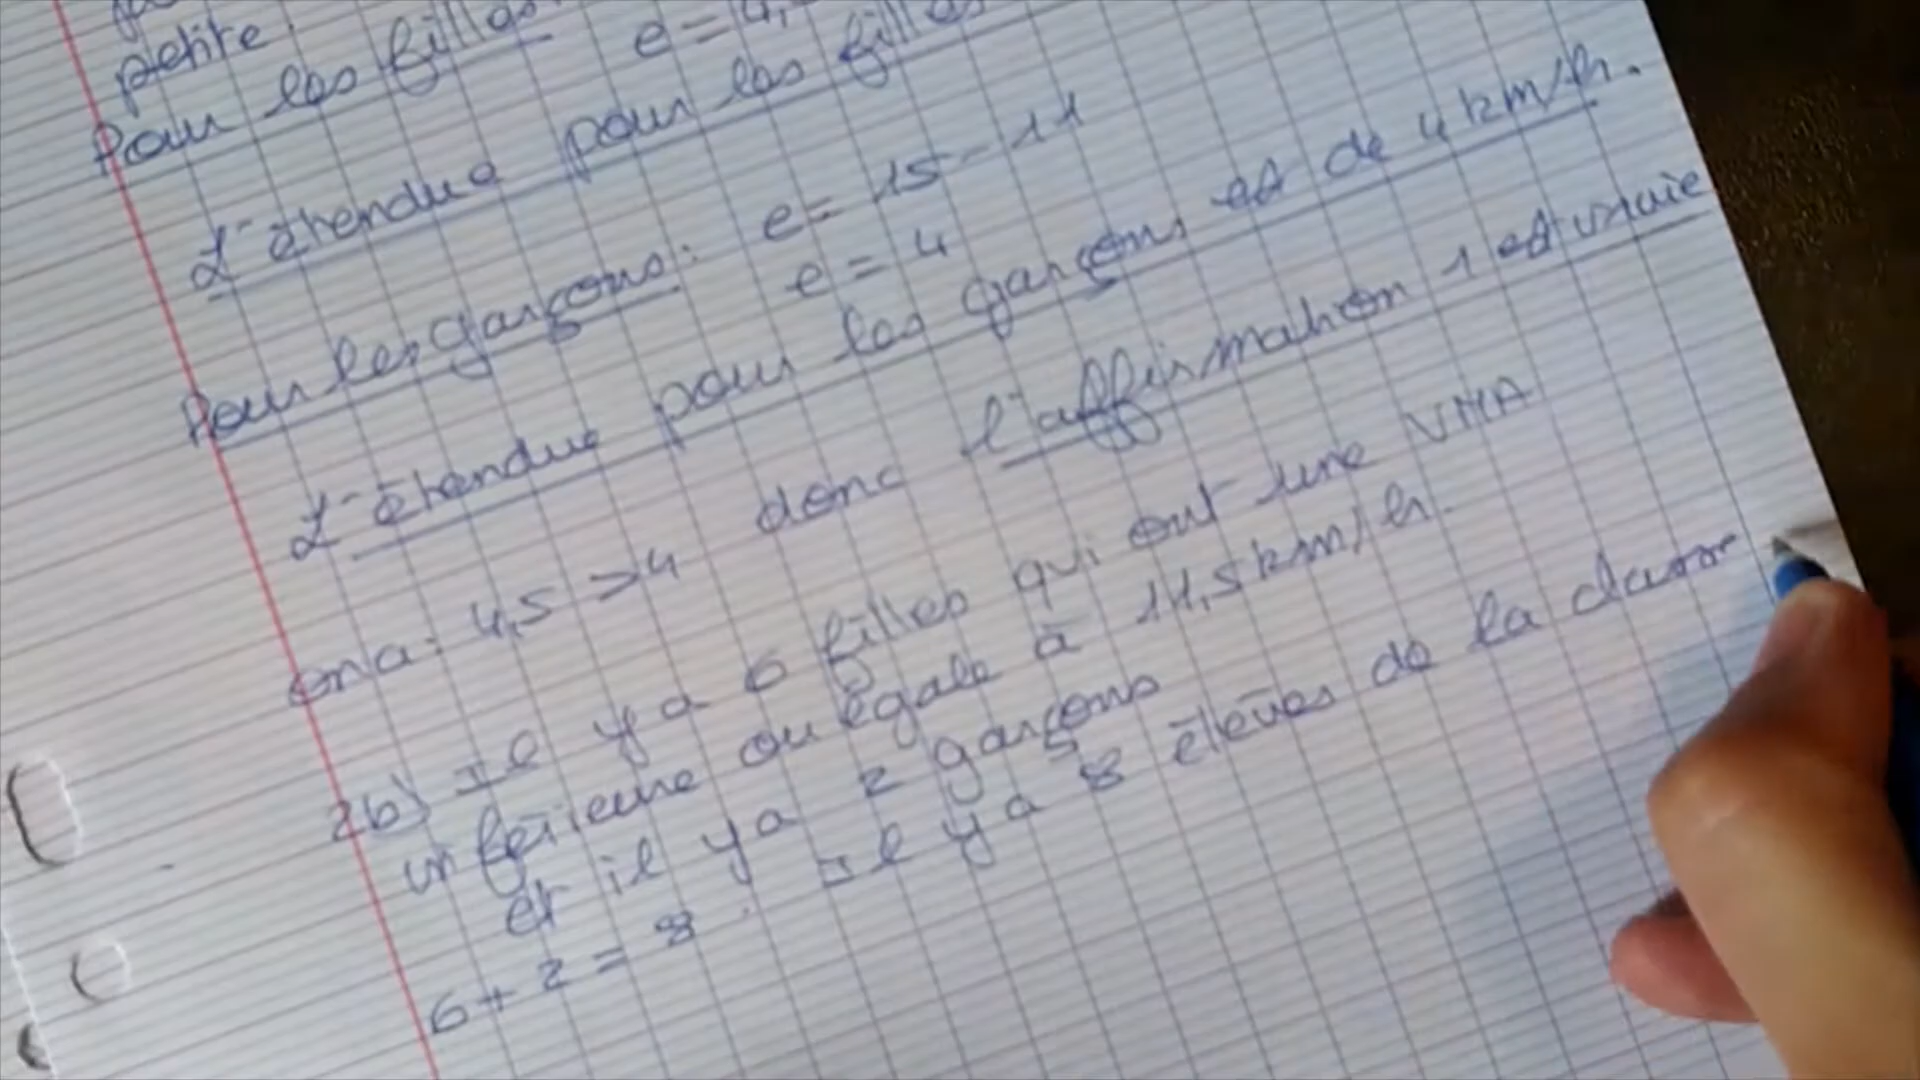 petite.
Pour les filles
e = 4,
L'étendue pour les filles
Pour les garçons : e = 15 - 11
e = 4
L'étendue pour les garçons est de 4 km/h.
on a : 4,5 > 4 donc l'affirmation 1 est vraie
2b) Il y a 6 filles qui ont une VMA
inférieure ou égale à 11,5 km/h.
et il y a 2 garçons
6 + 2 = 8. Il y a 8 élèves de la classe